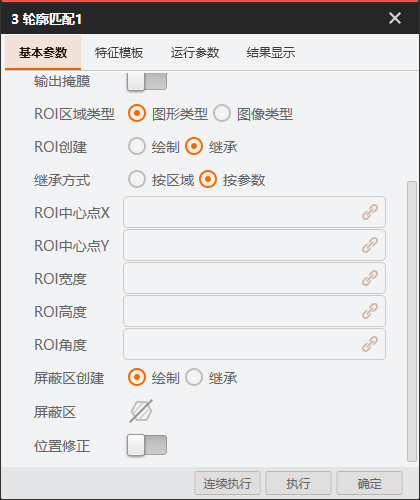 3 轮廓匹配1
基本参数 特征模板 运行参数 结果显示
输出掩膜
ROI区域类型 图形类型 图像类型
ROI创建 绘制 继承
继承方式 按区域 按参数
ROI中心点X
ROI中心点Y
ROI宽度
ROI高度
ROI角度
屏蔽区创建 绘制 继承
屏蔽区
位置修正
连续执行 执行 确定